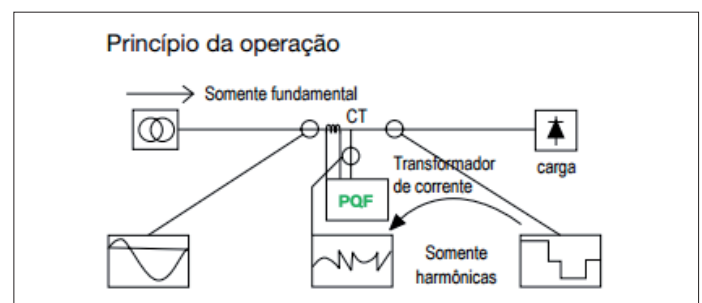 Princípio da operação
Somente fundamental
CT
Transformador
de corrente
carga
PQF
Somente
harmônicas